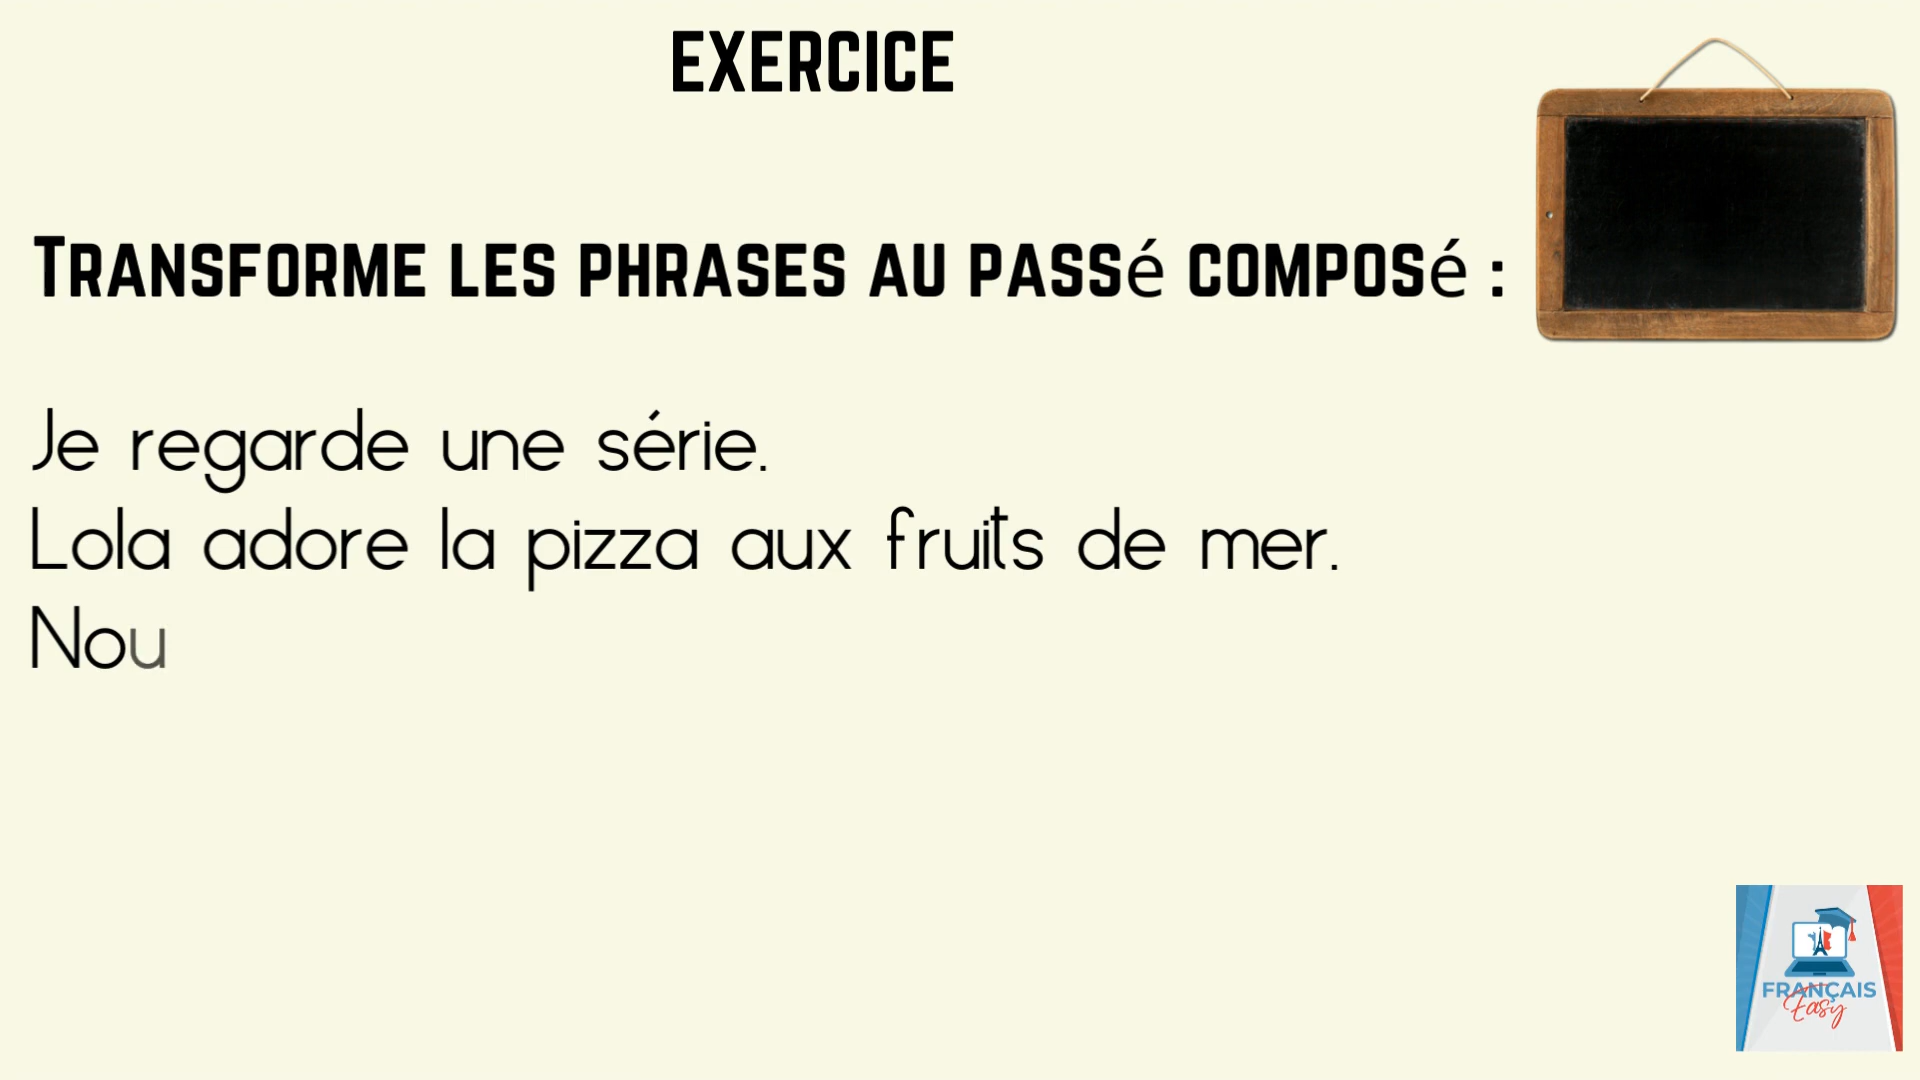 EXERCICE
TRANSFORME LES PHRASES AU PASSé COMPOSé :
Je regarde une série.
Lola adore la pizza aux fruits de mer.
Nou
FRANÇAIS
Easy